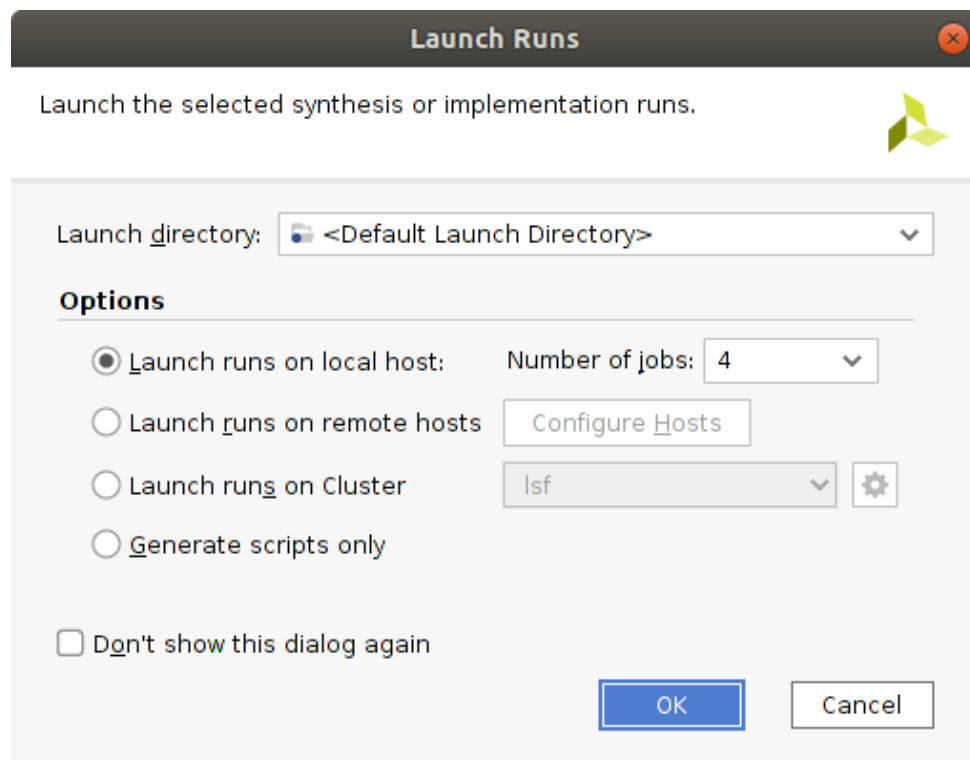 Launch Runs
Launch the selected synthesis or implementation runs.
Launch directory: <Default Launch Directory>
Options
Launch runs on local host: Number of jobs: 4
Launch runs on remote hosts Configure Hosts
Launch runs on Cluster lsf
Generate scripts only
Don't show this dialog again
OK Cancel